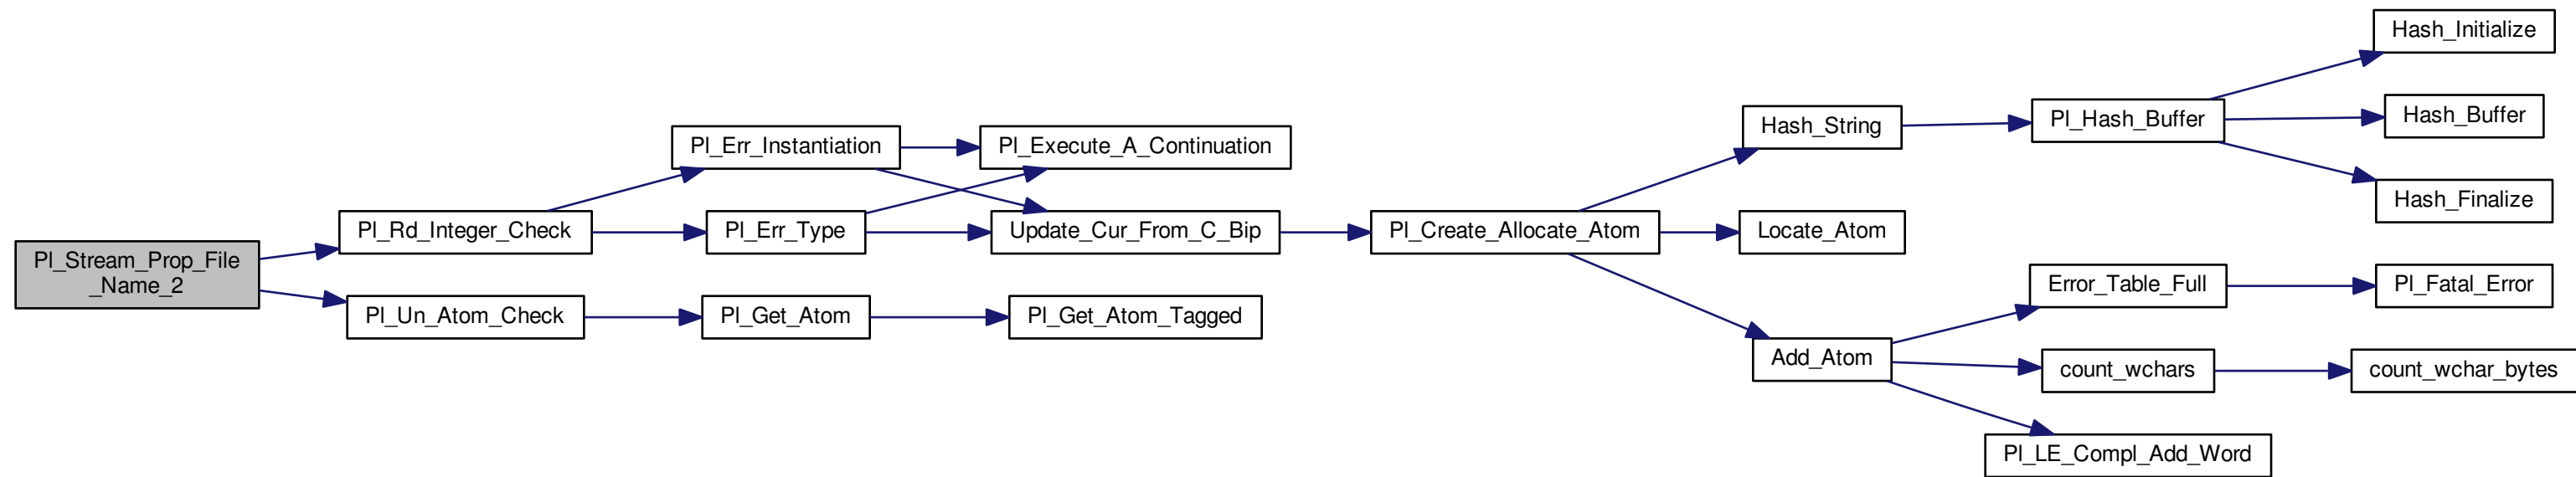 Pl_Stream_Prop_File
_Name_2
Pl_Rd_Integer_Check
Pl_Un_Atom_Check
Pl_Err_Instantiation
Pl_Err_Type
Pl_Get_Atom
Pl_Execute_A_Continuation
Update_Cur_From_C_Bip
Pl_Get_Atom_Tagged
Pl_Create_Allocate_Atom
Hash_String
Locate_Atom
Add_Atom
Pl_Hash_Buffer
Error_Table_Full
count_wchars
Pl_LE_Compl_Add_Word
Hash_Initialize
Hash_Buffer
Hash_Finalize
Pl_Fatal_Error
count_wchar_bytes